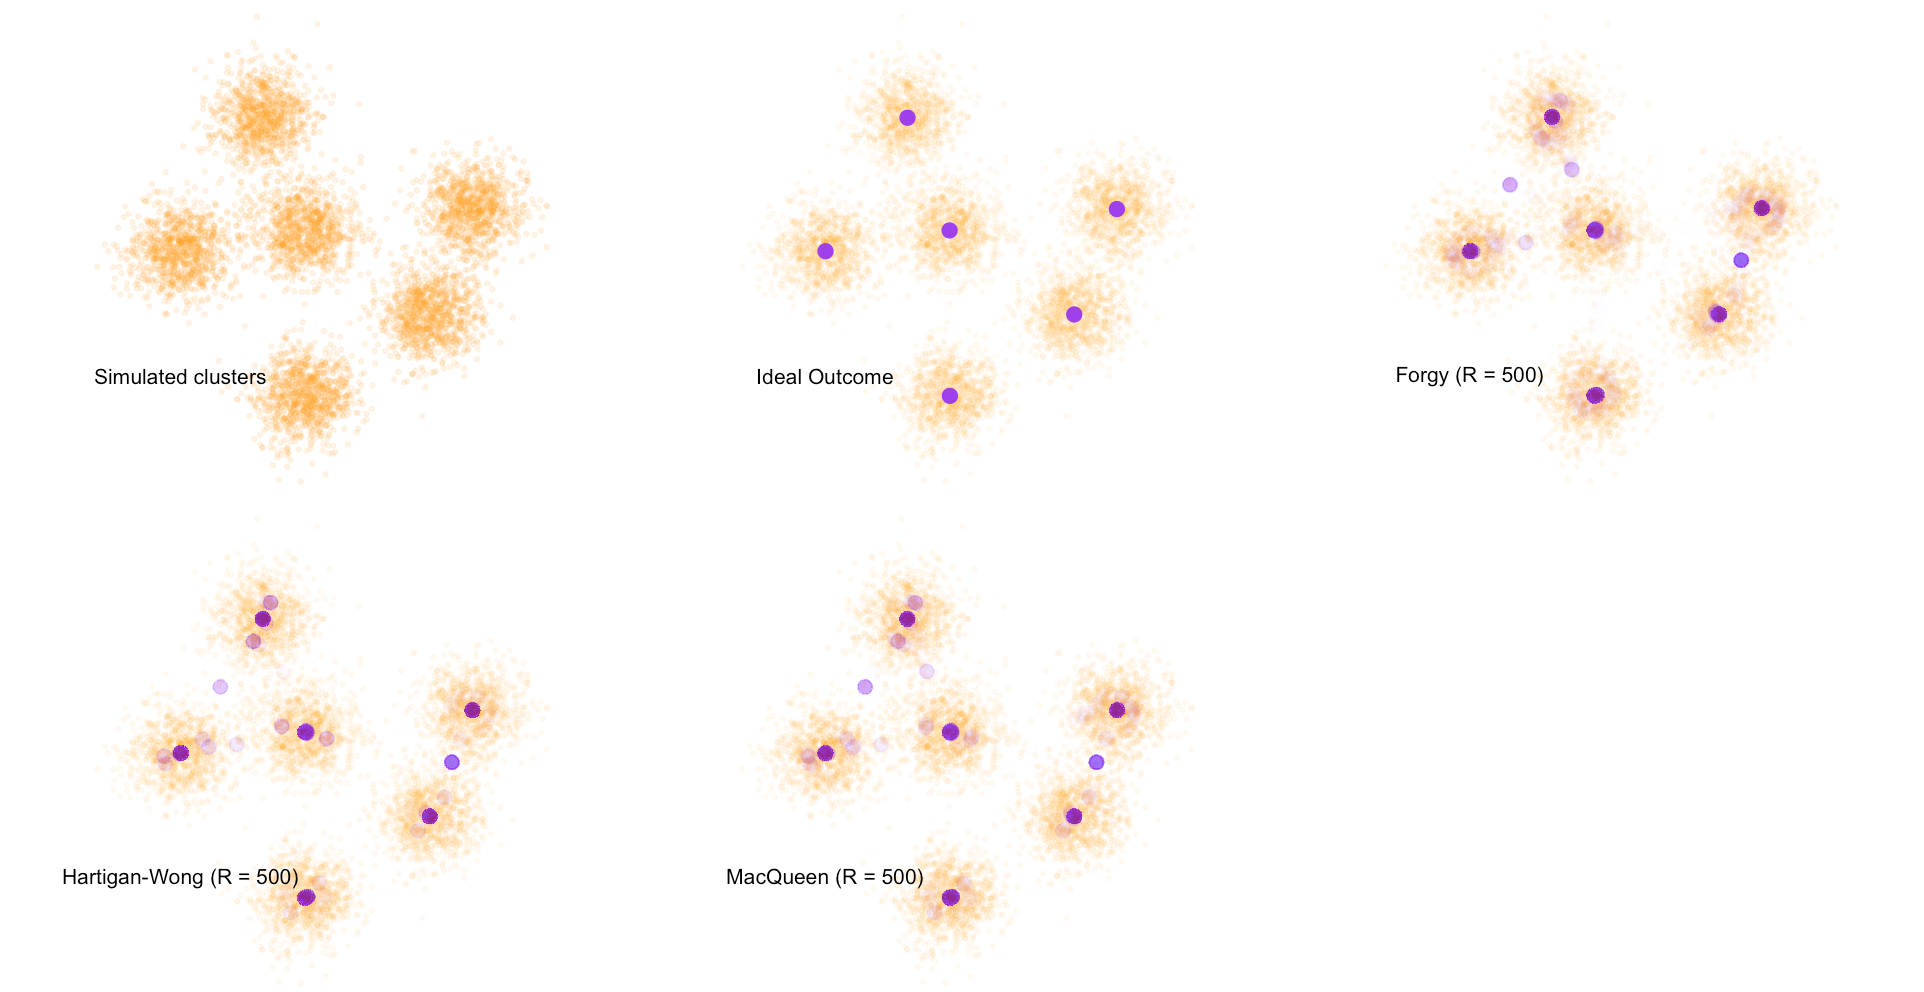 Simulated clusters
Ideal Outcome
Forgy (R = 500)
Hartigan-Wong (R = 500)
MacQueen (R = 500)